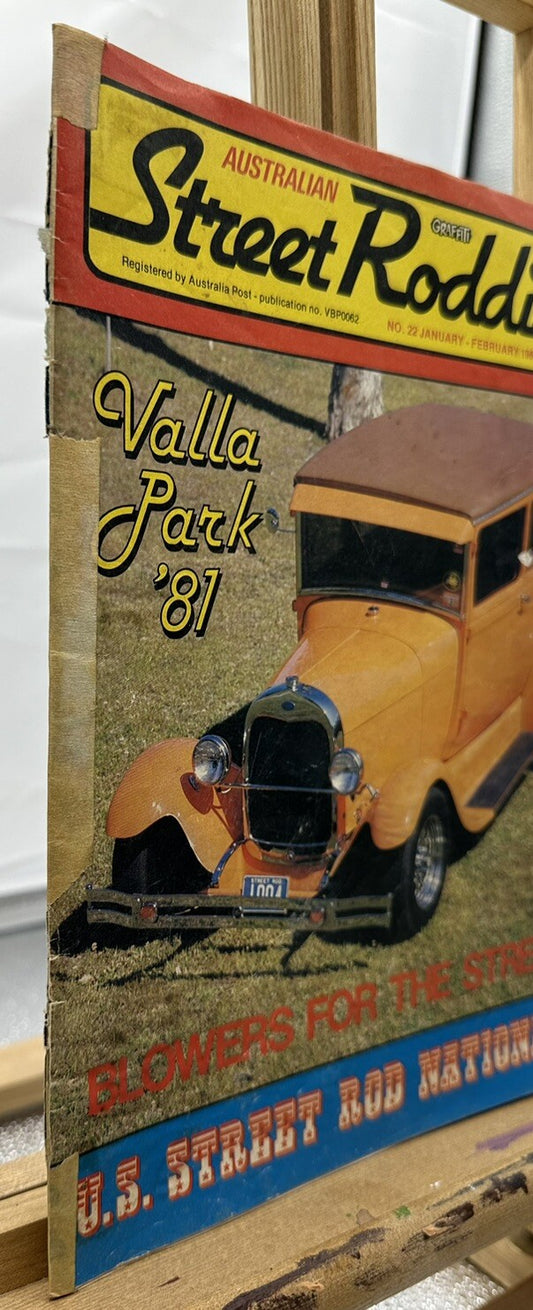 AUSTRALIAN
GRAFFITI
Street Roddi
Registered by Australia Post - publication no. VBP0062
NO. 22 JANUARY - FEBRUARY 198
Valla
Park
'81
STREET ROD
BLOWERS FOR THE STRE
U.S. STREET ROD NATION